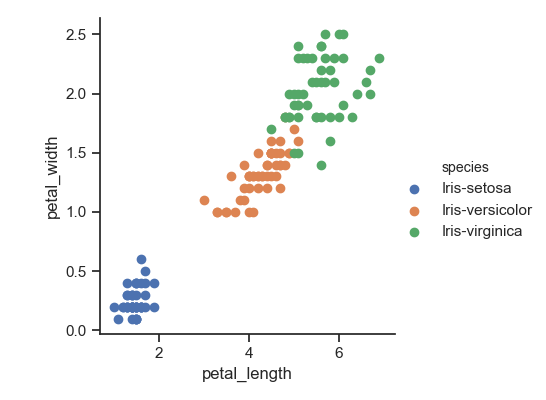 2.5
2.0
1.5
1.0
0.5
0.0
petal_width
2 4 6
petal_length
species
Iris-setosa
Iris-versicolor
Iris-virginica